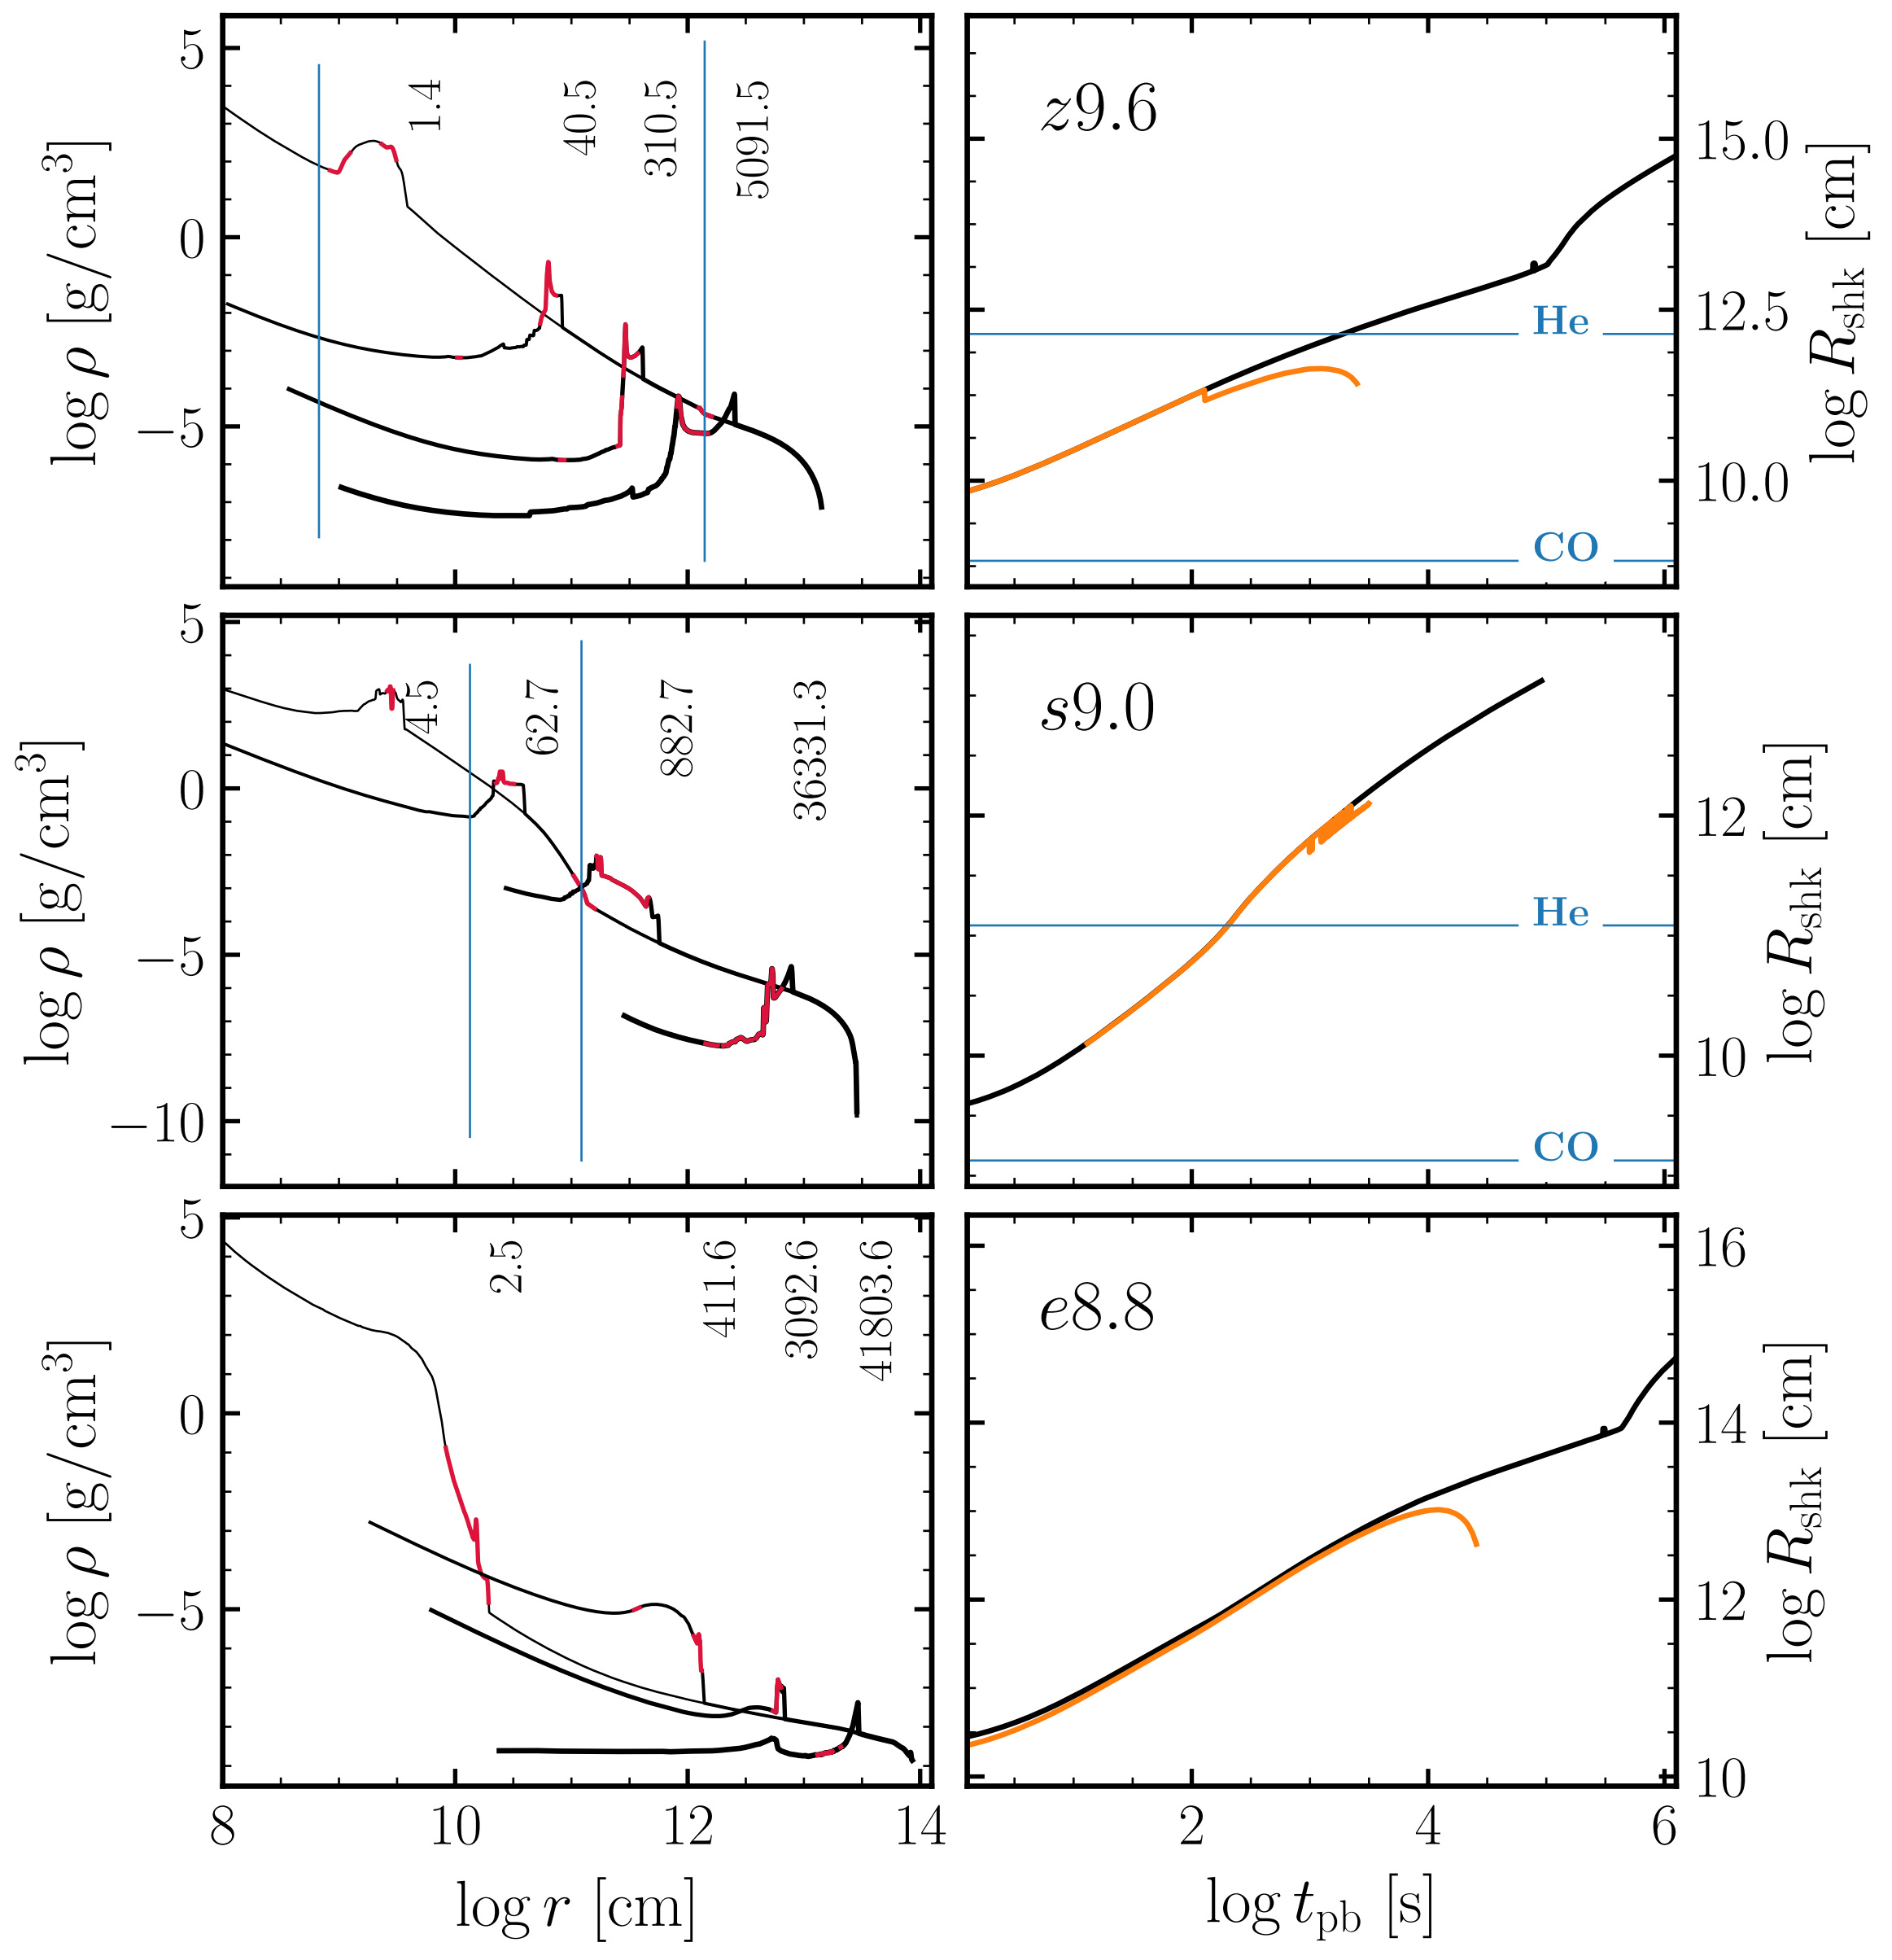 5
0
−5
log ρ [g/cm³]
1.4
40.5
310.5
5091.5
z9.6
He
CO
15.0
12.5
10.0
log R_shk [cm]
5
0
−5
−10
log ρ [g/cm³]
4.5
62.7
882.7
36331.3
s9.0
He
CO
12
10
log R_shk [cm]
5
0
−5
log ρ [g/cm³]
2.5
411.6
3092.6
41803.6
e8.8
16
14
12
10
log R_shk [cm]
8 10 12 14
log r [cm]
2 4 6
log t_pb [s]